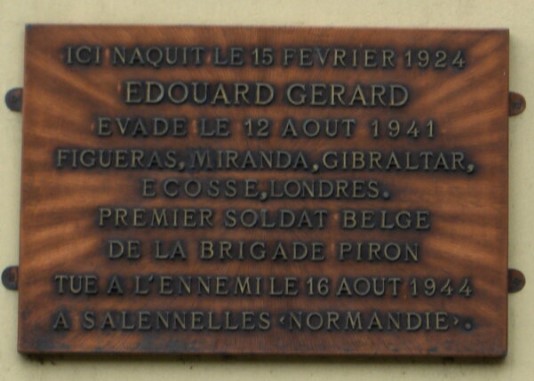 ICI NAQUIT LE 15 FEVRIER 1924
EDOUARD GERARD
EVADE LE 12 AOUT 1941
FIGUERAS, MIRANDA, GIBRALTAR,
ECOSSE, LONDRES.
PREMIER SOLDAT BELGE
DE LA BRIGADE PIRON
TUE A L'ENNEMI LE 16 AOUT 1944
A SALENNELLES <NORMANDIE>.